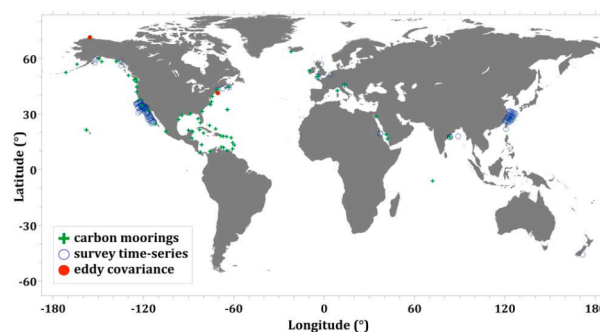 60
30
0
-30
-60
Latitude (°)
carbon moorings
survey time-series
eddy covariance
-180 -120 -60 0 60 120 180
Longitude (°)